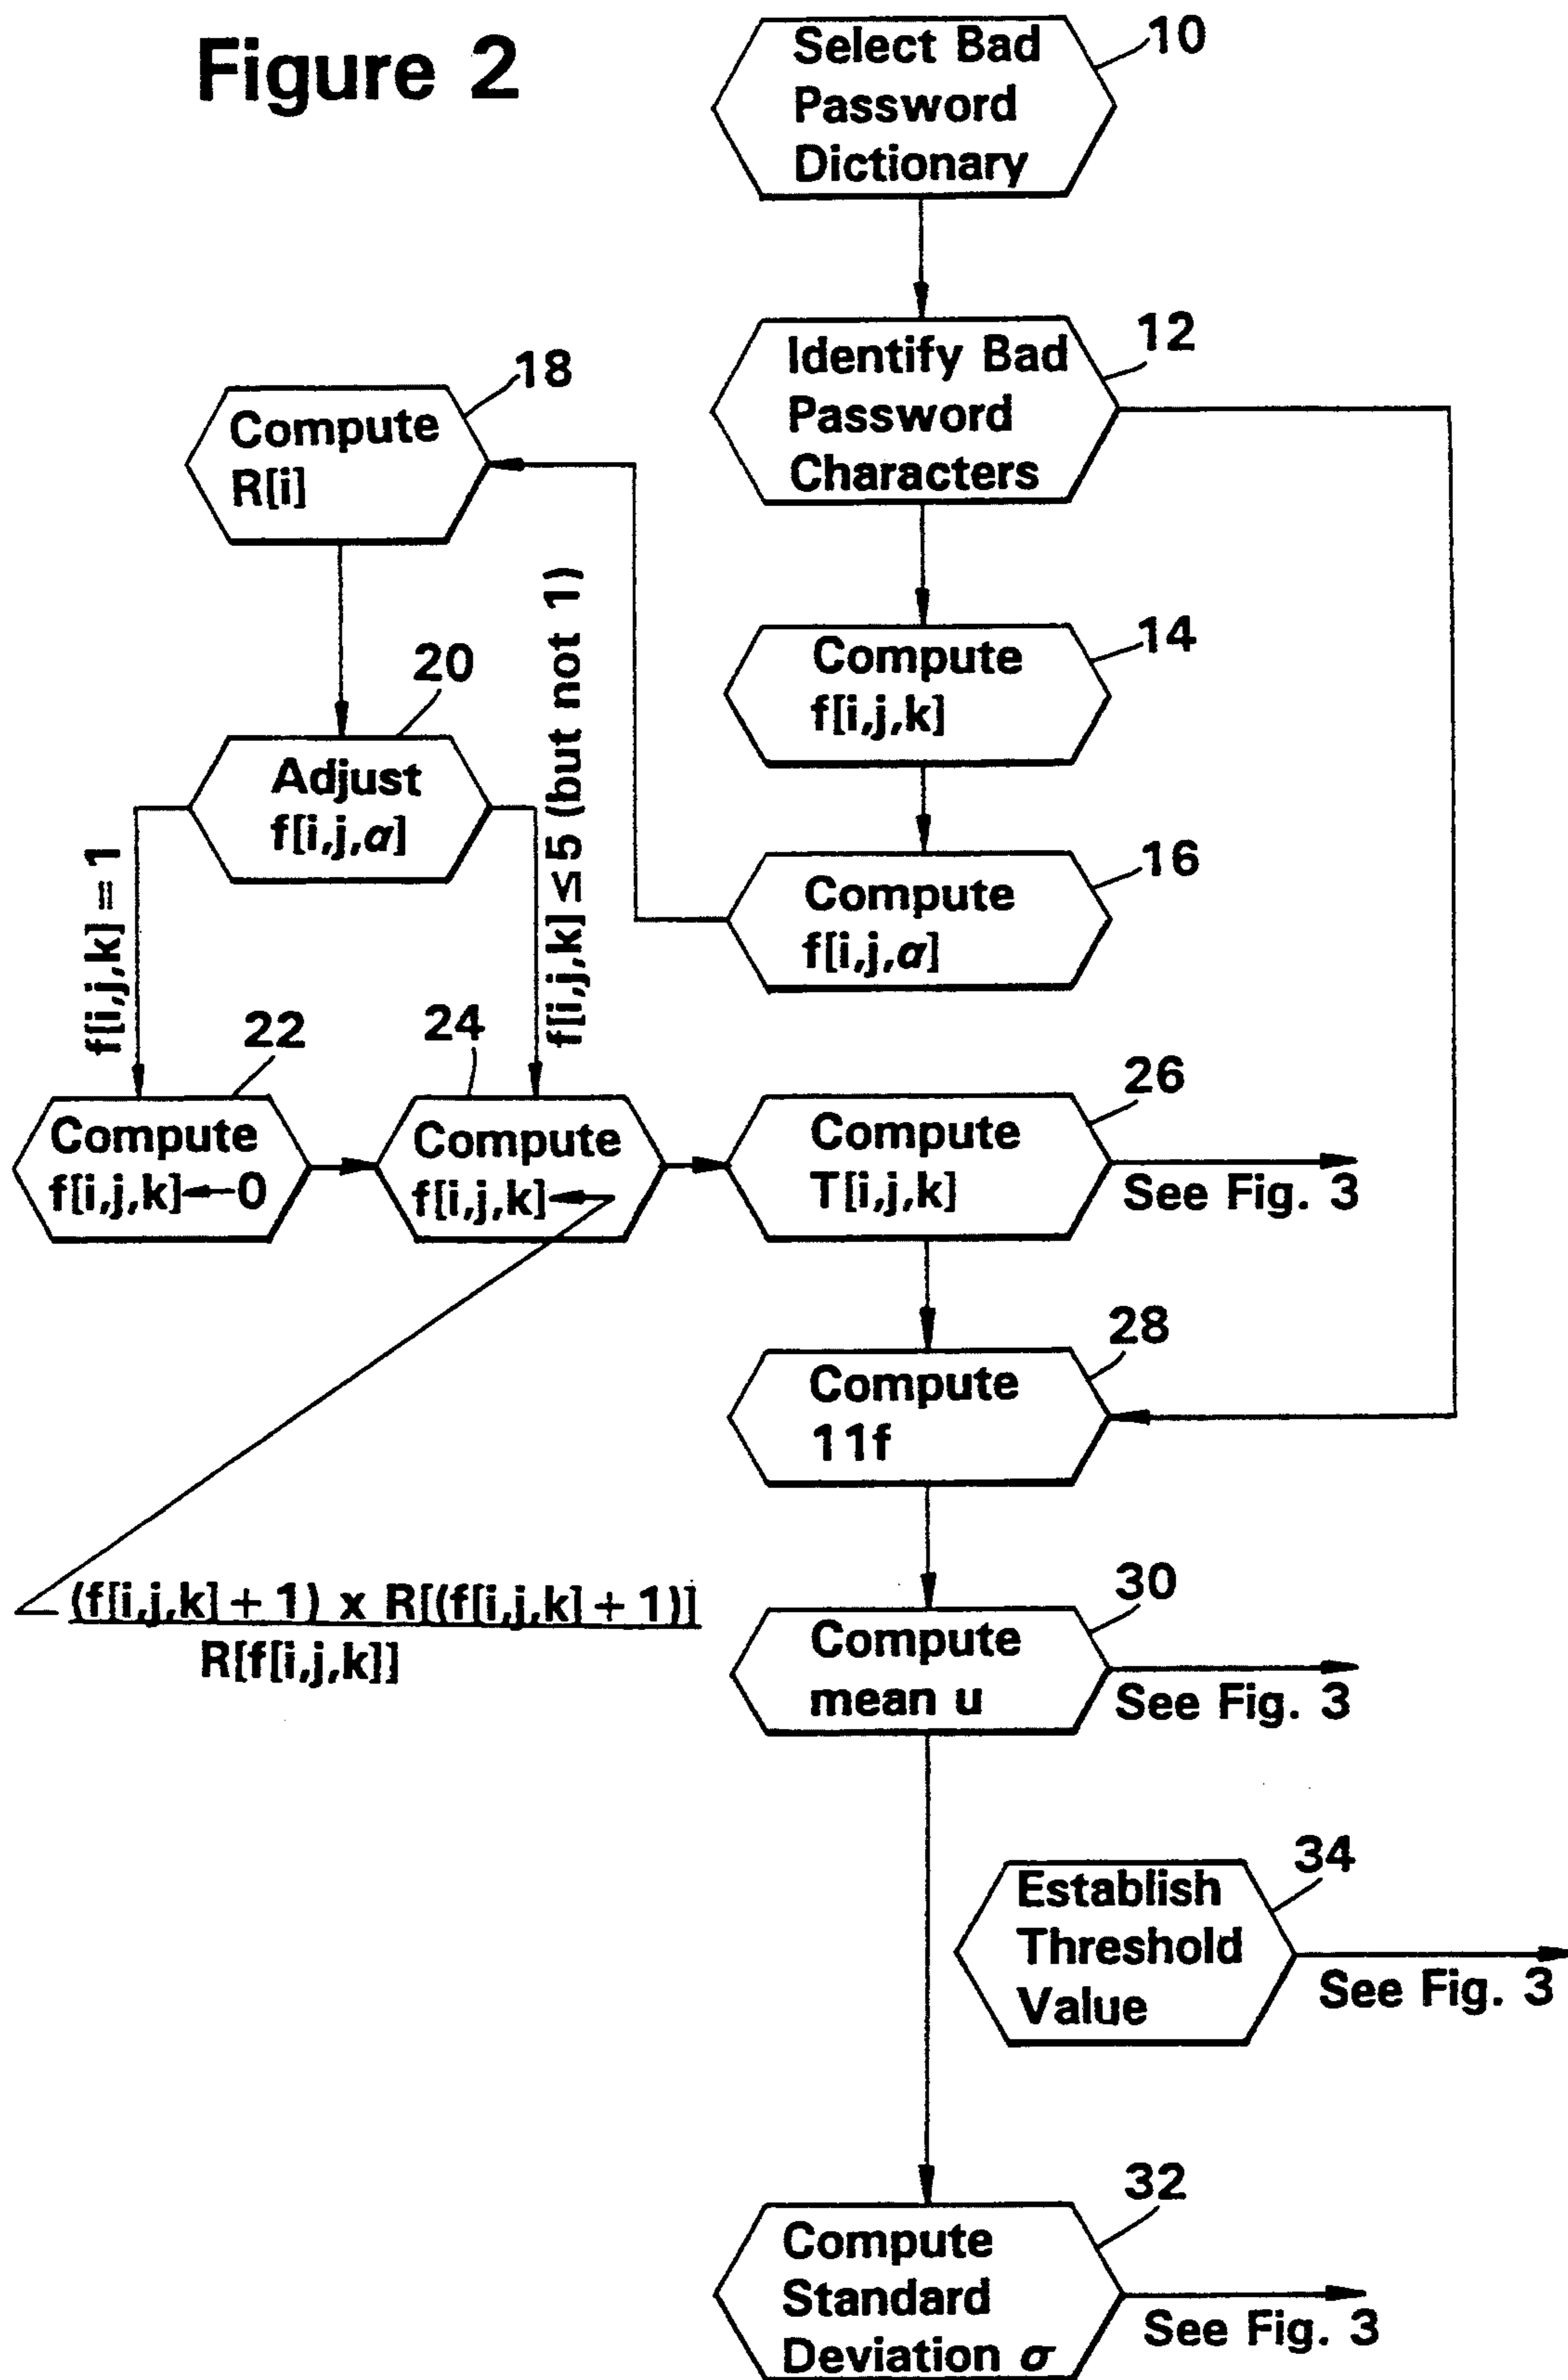 Figure 2
Select Bad
Password
Dictionary
10
Identify Bad
Password
Characters
12
Compute
f[i,j,k]
14
Compute
f[i,j,α]
16
Compute
R[i]
18
Adjust
f[i,j,α]
20
f[i,j,k] = 1
f[i,j,k] ≤ 5 (but not 1)
Compute
f[i,j,k]←0
22
Compute
f[i,j,k]←
24
(f[i,j,k] + 1) x R[(f[i,j,k] + 1)]
R[f[i,j,k]]
Compute
T[i,j,k]
26
See Fig. 3
Compute
11f
28
Compute
mean u
30
See Fig. 3
Establish
Threshold
Value
34
See Fig. 3
Compute
Standard
Deviation σ
32
See Fig. 3